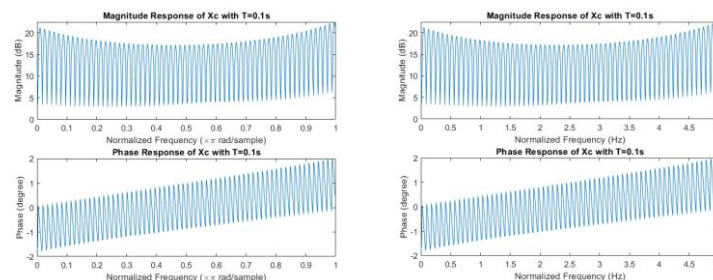 Magnitude Response of Xc with T=0.1s
Magnitude (dB)
20
15
10
5
0
0 0.1 0.2 0.3 0.4 0.5 0.6 0.7 0.8 0.9 1
Normalized Frequency (×π rad/sample)
Phase Response of Xc with T=0.1s
Phase (degree)
2
1
0
-1
-2
0 0.1 0.2 0.3 0.4 0.5 0.6 0.7 0.8 0.9 1
Normalized Frequency (×π rad/sample)
Magnitude Response of Xc with T=0.1s
Magnitude (dB)
20
15
10
5
0
0 0.5 1 1.5 2 2.5 3 3.5 4 4.5
Normalized Frequency (Hz)
Phase Response of Xc with T=0.1s
Phase (degree)
2
1
0
-1
-2
0 0.5 1 1.5 2 2.5 3 3.5 4 4.5
Normalized Frequency (Hz)